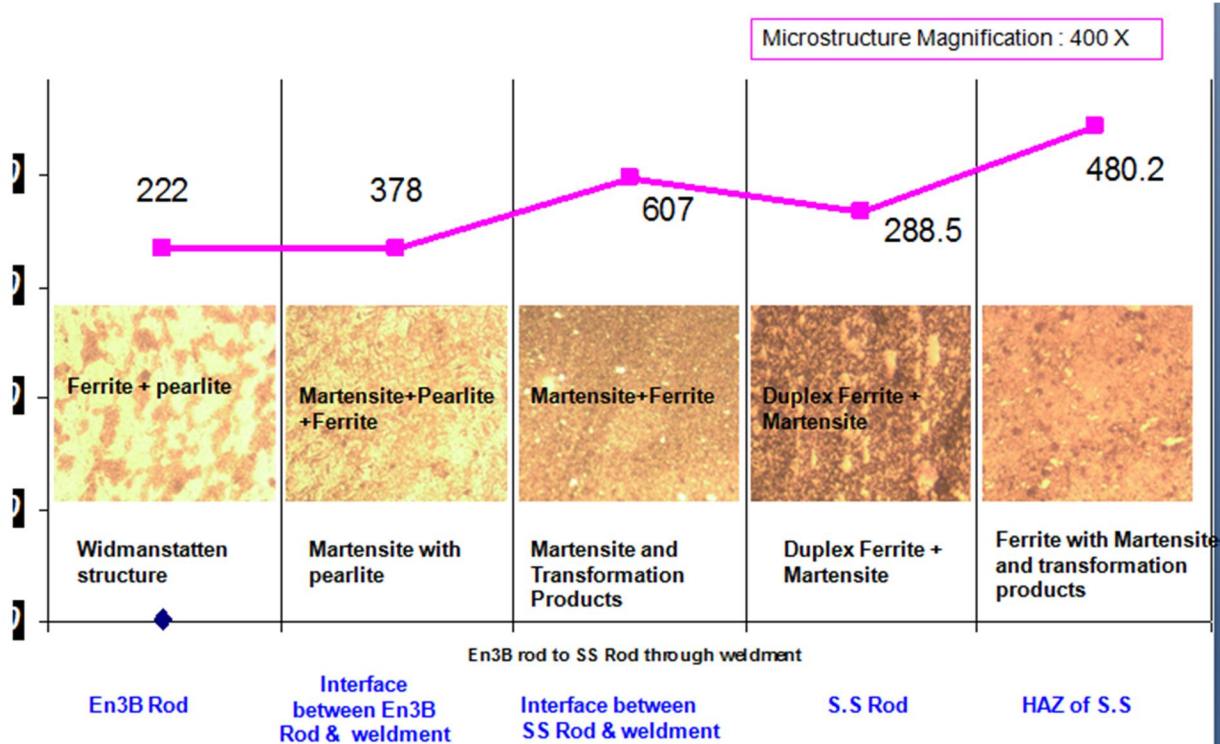 Microstructure Magnification : 400 X
222
378
607
288.5
480.2
Ferrite + pearlite
Martensite+Pearlite
+Ferrite
Martensite+Ferrite
Duplex Ferrite +
Martensite
Widmanstatten
structure
Martensite with
pearlite
Martensite and
Transformation
Products
Duplex Ferrite +
Martensite
Ferrite with Martensite
and transformation
products
En3B rod to SS Rod through weldment
En3B Rod
Interface
between En3B
Rod & weldment
Interface between
SS Rod & weldment
S.S Rod
HAZ of S.S